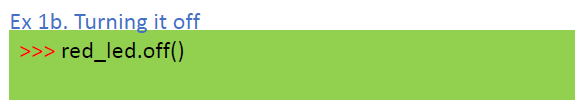 Ex 1b. Turning it off
>>> red_led.off()